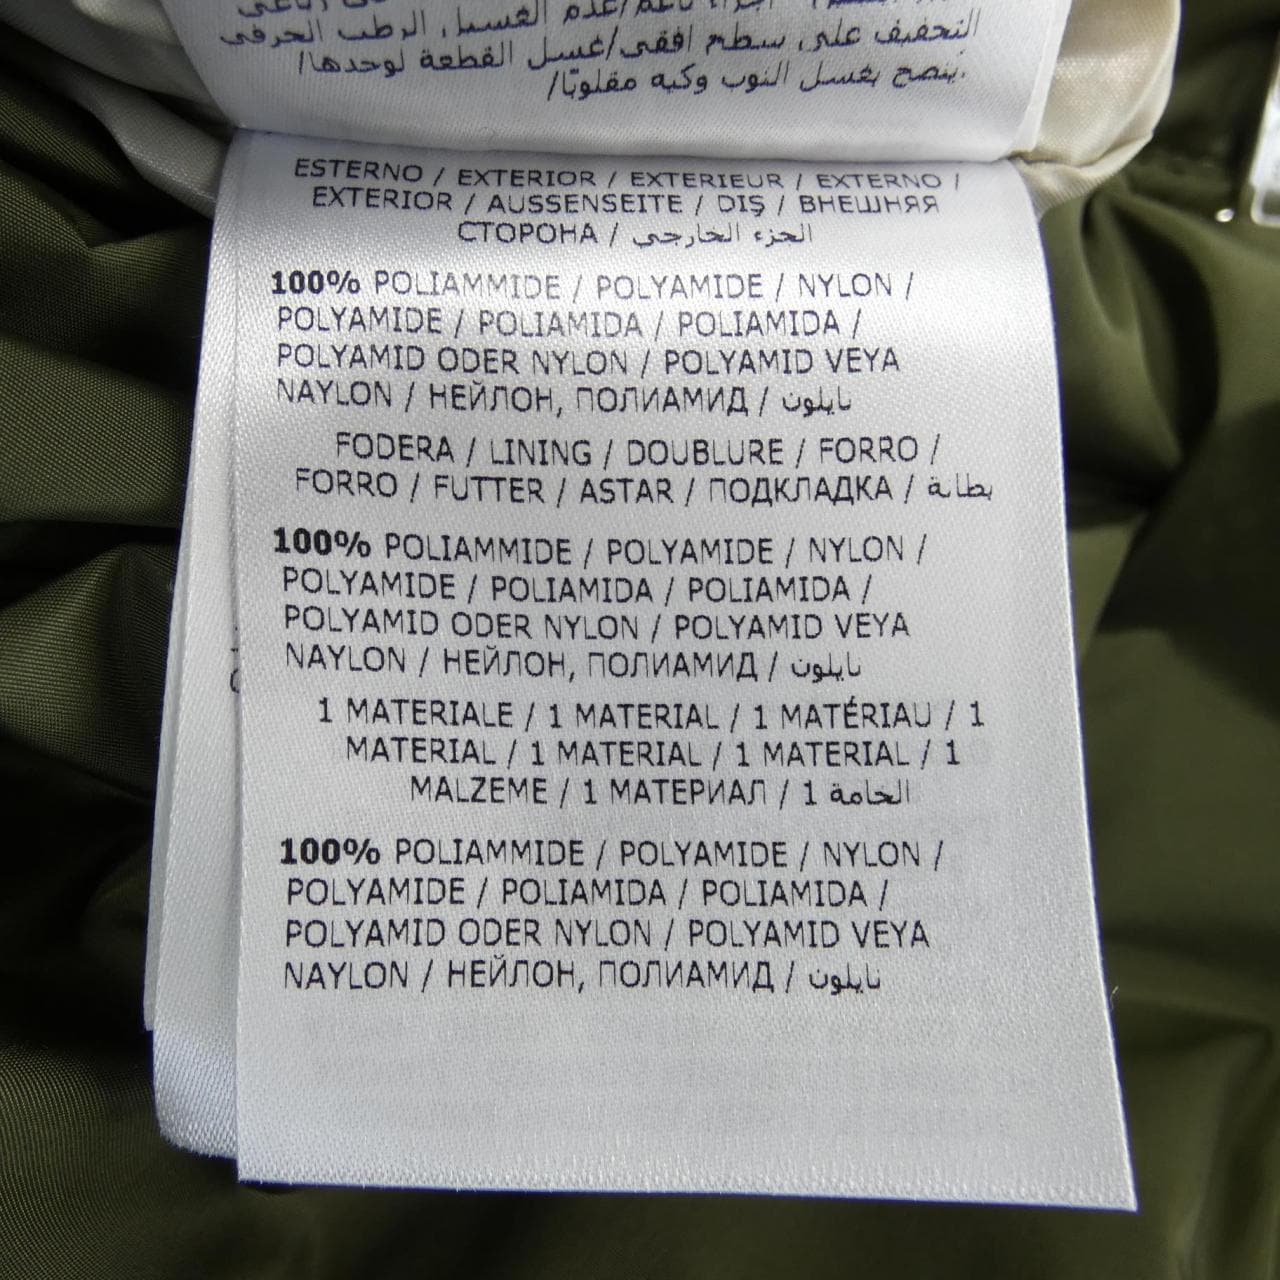 التجفيف على سطح افقي/غسل القطعة لوحدها/
ينصح بغسل الثوب وكيه مقلوبًا/.
ESTERNO / EXTERIOR / EXTERIEUR / EXTERNO /
EXTERIOR / AUSSENSEITE / DIŞ / ВНЕШНЯЯ
СТОРОНА / الجزء الخارجي
100% POLIAMMIDE / POLYAMIDE / NYLON /
POLYAMIDE / POLIAMIDA / POLIAMIDA /
POLYAMID ODER NYLON / POLYAMID VEYA
NAYLON / НЕЙЛОН, ПОЛИАМИД / نايلون
FODERA / LINING / DOUBLURE / FORRO /
FORRO / FUTTER / ASTAR / ПОДКЛАДКА / بطانة
100% POLIAMMIDE / POLYAMIDE / NYLON /
POLYAMIDE / POLIAMIDA / POLIAMIDA /
POLYAMID ODER NYLON / POLYAMID VEYA
NAYLON / НЕЙЛОН, ПОЛИАМИД / نايلون
1 MATERIALE / 1 MATERIAL / 1 MATÉRIAU / 1
MATERIAL / 1 MATERIAL / 1 MATERIAL / 1
MALZEME / 1 МАТЕРИАЛ / 1 الخامة
100% POLIAMMIDE / POLYAMIDE / NYLON /
POLYAMIDE / POLIAMIDA / POLIAMIDA /
POLYAMID ODER NYLON / POLYAMID VEYA
NAYLON / НЕЙЛОН, ПОЛИАМИД / نايلون